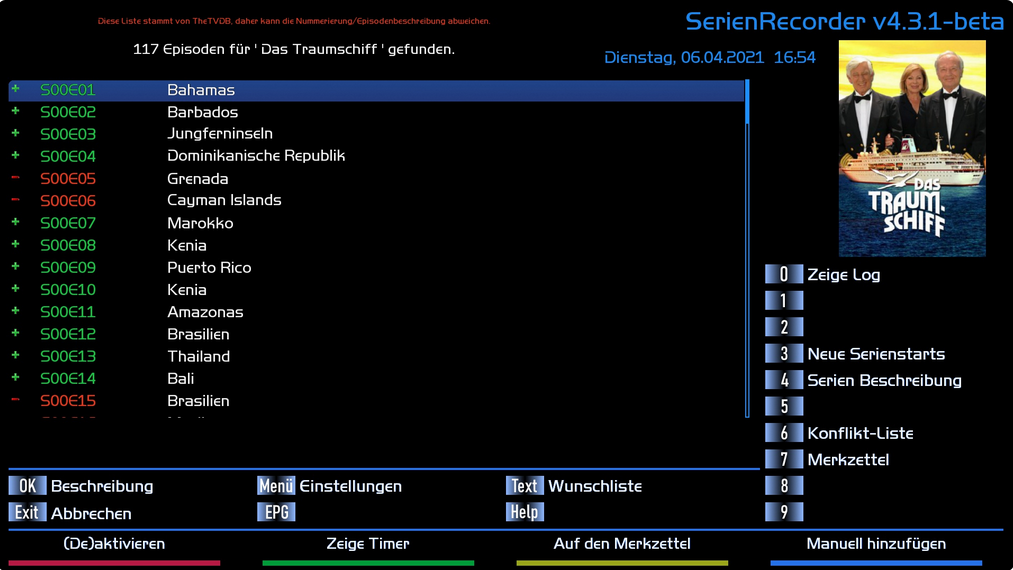 Diese Liste stammt von TheTVDB, daher kann die Nummerierung/Episodenbeschreibung abweichen.
SerienRecorder v4.3.1-beta
117 Episoden für ' Das Traumschiff ' gefunden.
Dienstag, 06.04.2021 16:54
+ S00E01 Bahamas
+ S00E02 Barbados
+ S00E03 Jungferninseln
+ S00E04 Dominikanische Republik
- S00E05 Grenada
- S00E06 Cayman Islands
+ S00E07 Marokko
+ S00E08 Kenia
+ S00E09 Puerto Rico
+ S00E10 Kenia
+ S00E11 Amazonas
+ S00E12 Brasilien
+ S00E13 Thailand
+ S00E14 Bali
- S00E15 Brasilien
DAS
TRAUM-
SCHIFF
0 Zeige Log
1
2
3 Neue Serienstarts
4 Serien Beschreibung
5
6 Konflikt-Liste
7 Merkzettel
8
9
OK Beschreibung Menü Einstellungen Text Wunschliste
Exit Abbrechen EPG Help
(De)aktivieren Zeige Timer Auf den Merkzettel Manuell hinzufügen